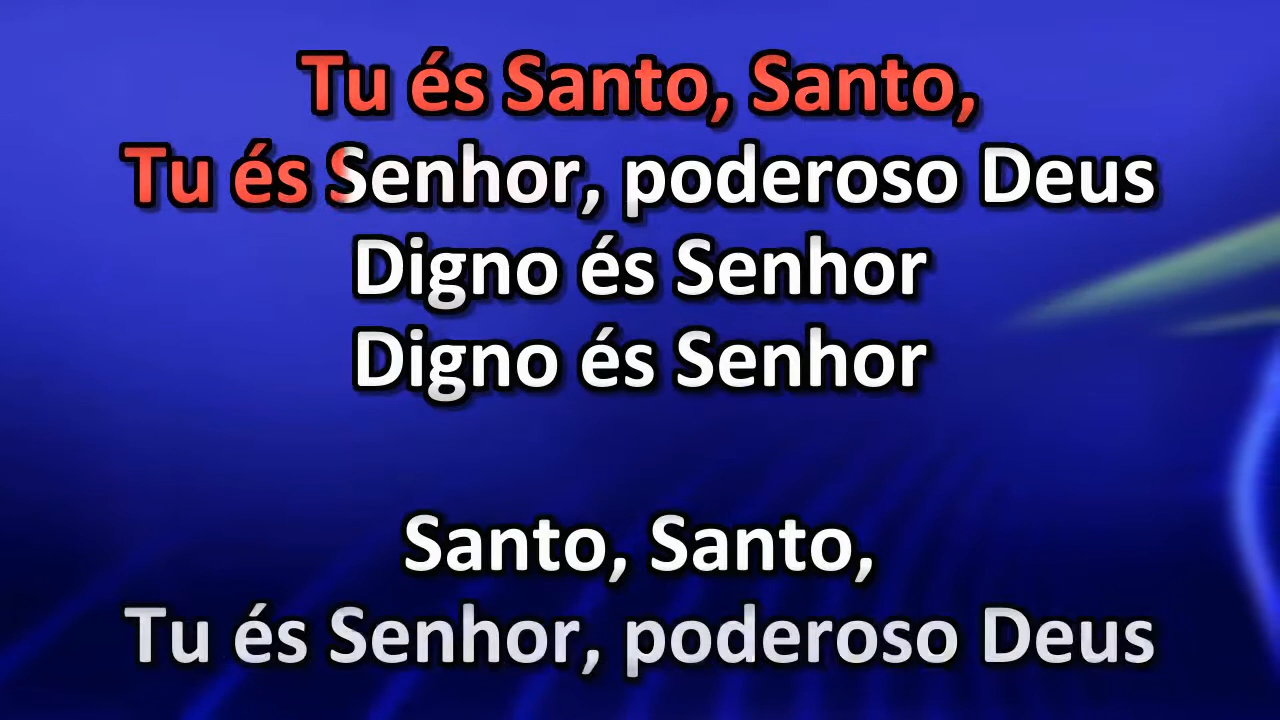 Tu és Santo, Santo,
Tu és Senhor, poderoso Deus
Digno és Senhor
Digno és Senhor
Santo, Santo,
Tu és Senhor, poderoso Deus